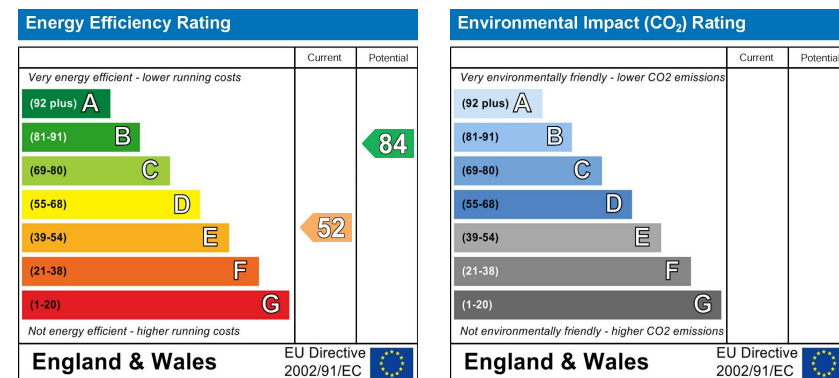 Energy Efficiency Rating
Current Potential
Very energy efficient - lower running costs
(92 plus) A
(81-91) B
84
(69-80) C
(55-68) D
52
(39-54) E
(21-38) F
(1-20) G
Not energy efficient - higher running costs
England & Wales
EU Directive
2002/91/EC
Environmental Impact (CO₂) Rating
Current Potential
Very environmentally friendly - lower CO2 emissions
(92 plus) A
(81-91) B
(69-80) C
(55-68) D
(39-54) E
(21-38) F
(1-20) G
Not environmentally friendly - higher CO2 emissions
England & Wales
EU Directive
2002/91/EC